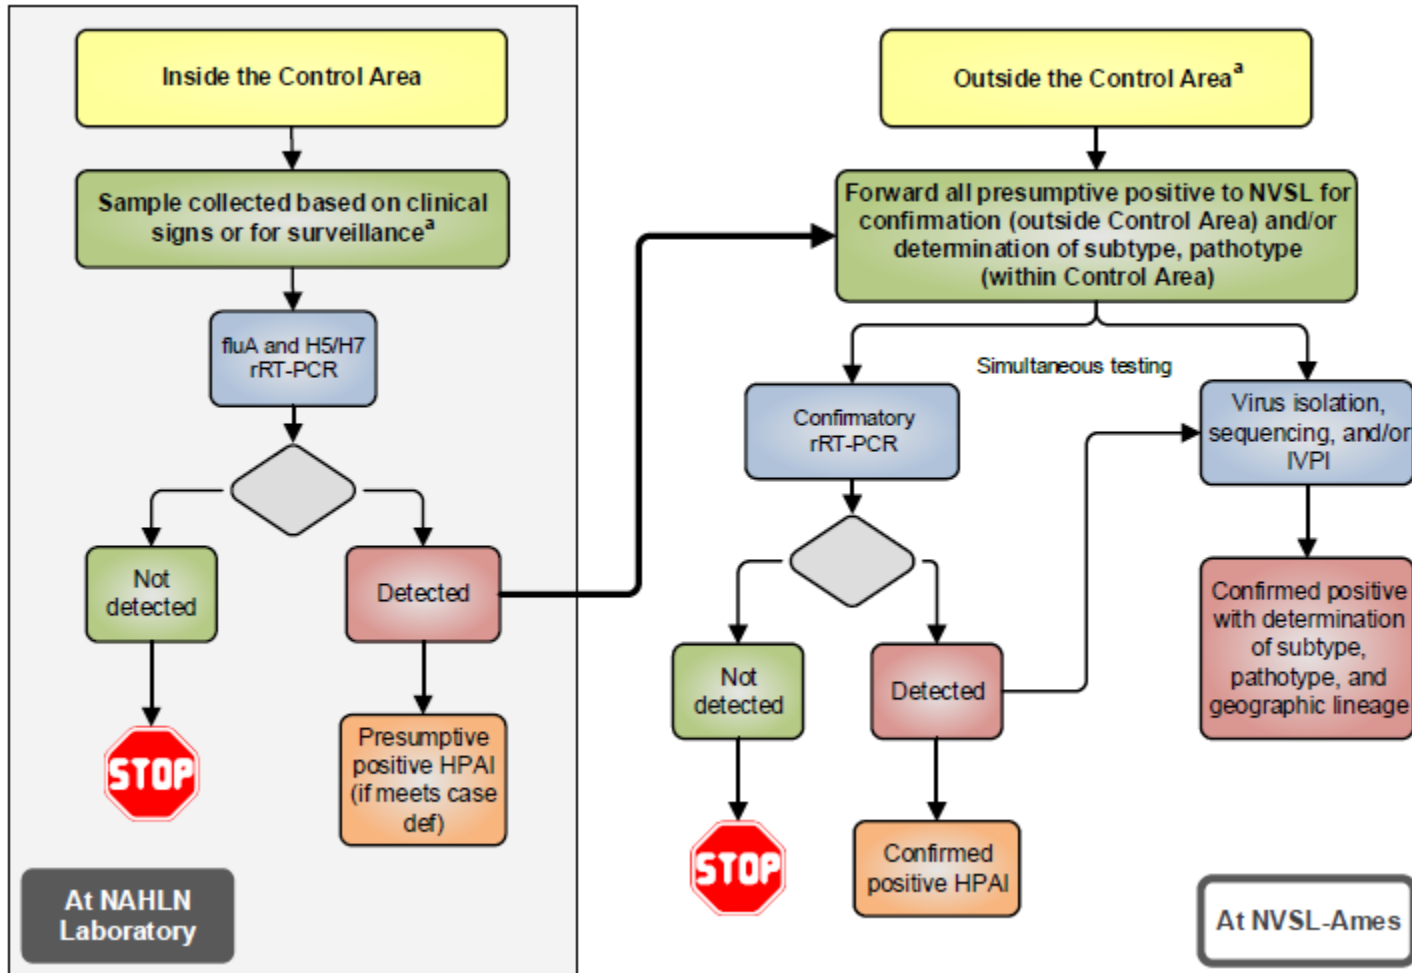 Inside the Control Area
Sample collected based on clinical
signs or for surveillance^a
fluA and H5/H7
rRT-PCR
Not
detected
Detected
STOP
Presumptive
positive HPAI
(if meets case
def)
At NAHLN
Laboratory
Outside the Control Area^a
Forward all presumptive positive to NVSL for
confirmation (outside Control Area) and/or
determination of subtype, pathotype
(within Control Area)
Simultaneous testing
Confirmatory
rRT-PCR
Virus isolation,
sequencing, and/or
IVPI
Not
detected
Detected
Confirmed positive
with determination
of subtype,
pathotype, and
geographic lineage
STOP
Confirmed
positive HPAI
At NVSL-Ames